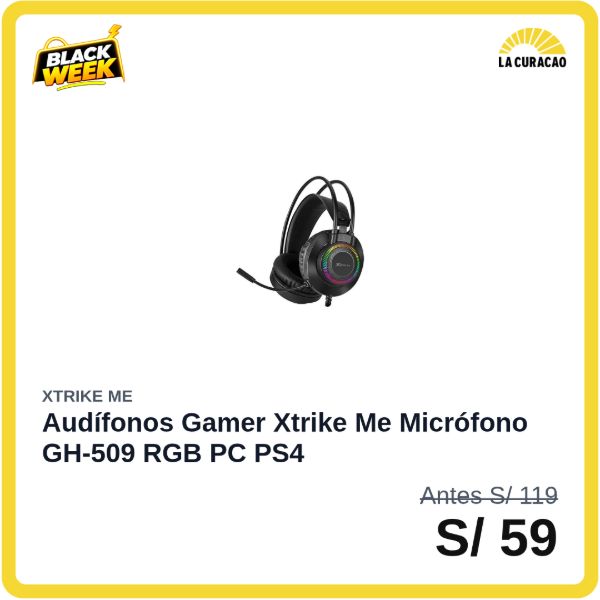 BLACK
WEEK
LA CURACAO
XTRIKE ME
Audífonos Gamer Xtrike Me Micrófono
GH-509 RGB PC PS4
Antes S/ 119
S/ 59